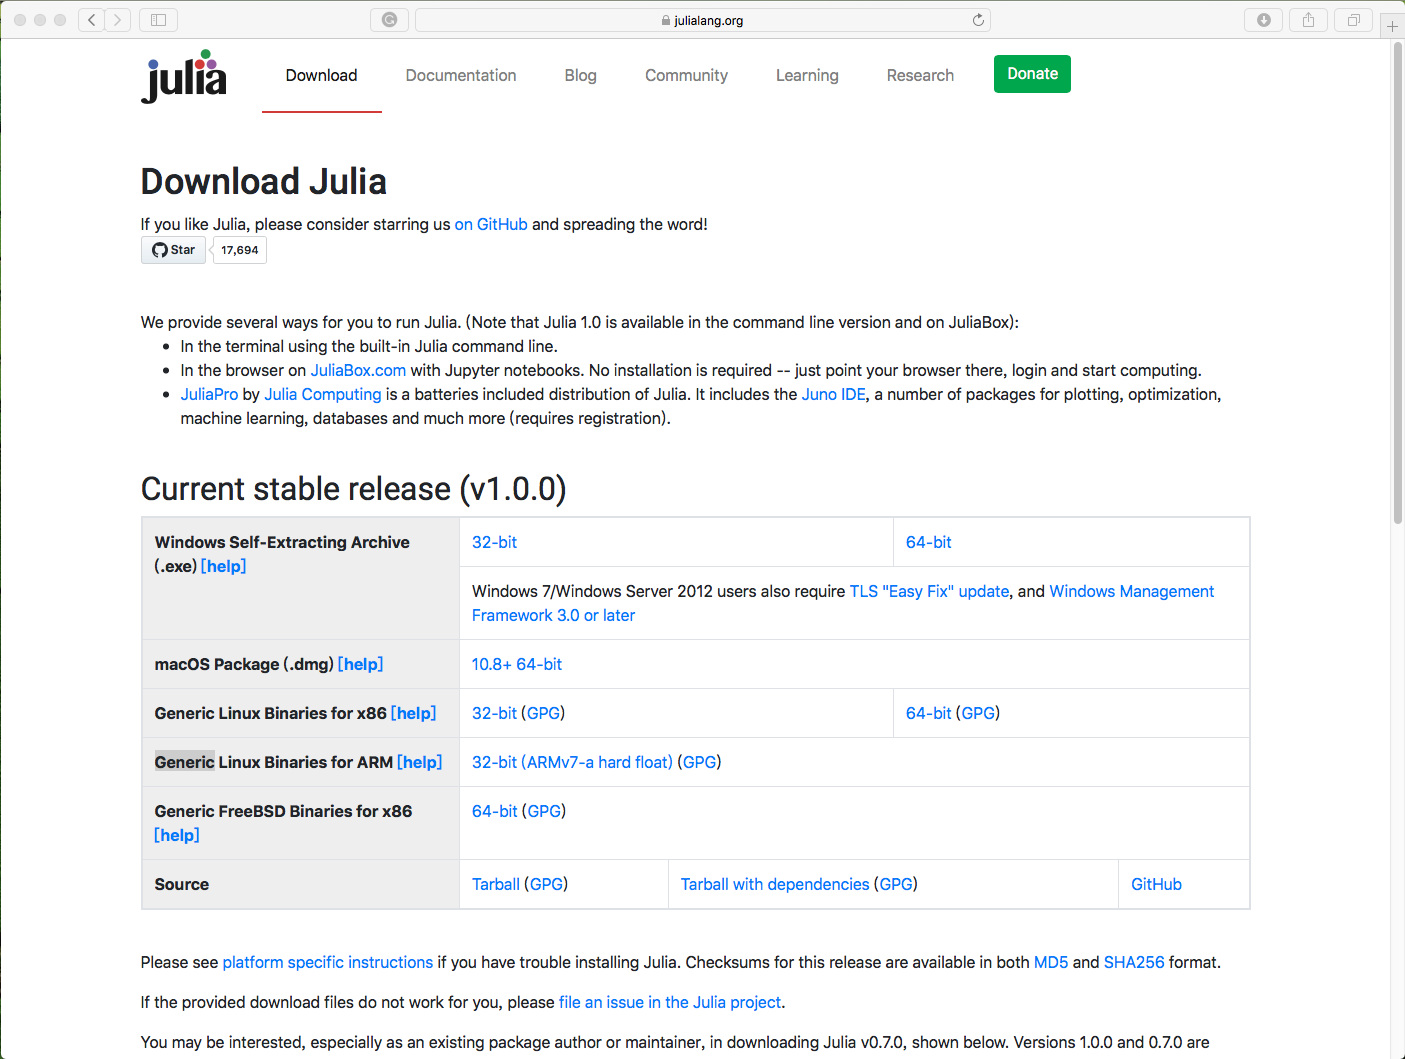 julialang.org
julia
Download
Documentation
Blog
Community
Learning
Research
Donate
Download Julia
If you like Julia, please consider starring us on GitHub and spreading the word!
Star
17,694
We provide several ways for you to run Julia. (Note that Julia 1.0 is available in the command line version and on JuliaBox):
In the terminal using the built-in Julia command line.
In the browser on JuliaBox.com with Jupyter notebooks. No installation is required -- just point your browser there, login and start computing.
JuliaPro by Julia Computing is a batteries included distribution of Julia. It includes the Juno IDE, a number of packages for plotting, optimization,
machine learning, databases and much more (requires registration).
Current stable release (v1.0.0)
Windows Self-Extracting Archive
(.exe) [help]
32-bit
64-bit
Windows 7/Windows Server 2012 users also require TLS "Easy Fix" update, and Windows Management
Framework 3.0 or later
macOS Package (.dmg) [help]
10.8+ 64-bit
Generic Linux Binaries for x86 [help]
32-bit (GPG)
64-bit (GPG)
Generic Linux Binaries for ARM [help]
32-bit (ARMv7-a hard float) (GPG)
Generic FreeBSD Binaries for x86
[help]
64-bit (GPG)
Source
Tarball (GPG)
Tarball with dependencies (GPG)
GitHub
Please see platform specific instructions if you have trouble installing Julia. Checksums for this release are available in both MD5 and SHA256 format.
If the provided download files do not work for you, please file an issue in the Julia project.
You may be interested, especially as an existing package author or maintainer, in downloading Julia v0.7.0, shown below. Versions 1.0.0 and 0.7.0 are